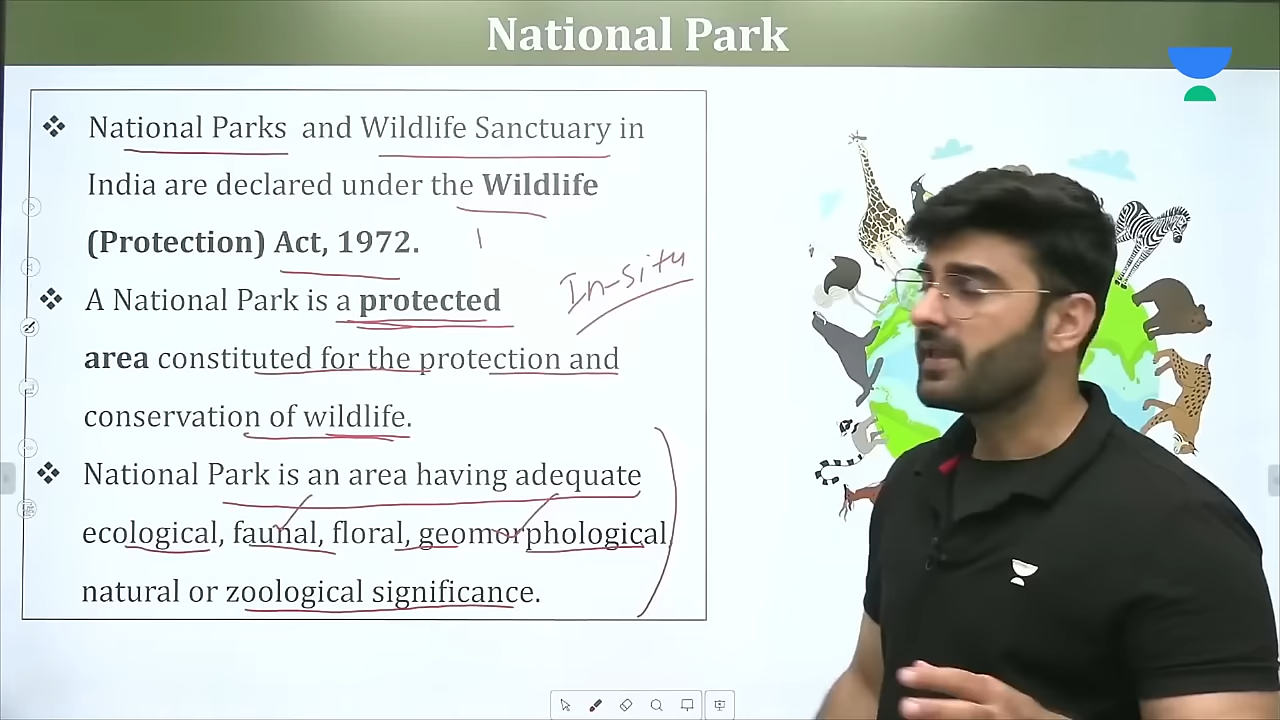 National Park
❖ National Parks and Wildlife Sanctuary in
India are declared under the Wildlife
(Protection) Act, 1972.
In-situ
❖ A National Park is a protected
area constituted for the protection and
conservation of wildlife.
❖ National Park is an area having adequate
ecological, faunal, floral, geomorphological,
natural or zoological significance.